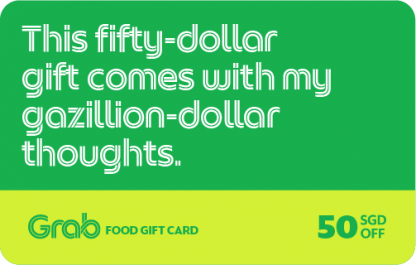 This fifty-dollar
gift comes with my
gazillion-dollar
thoughts.
Grab FOOD GIFT CARD
50 SGD
OFF